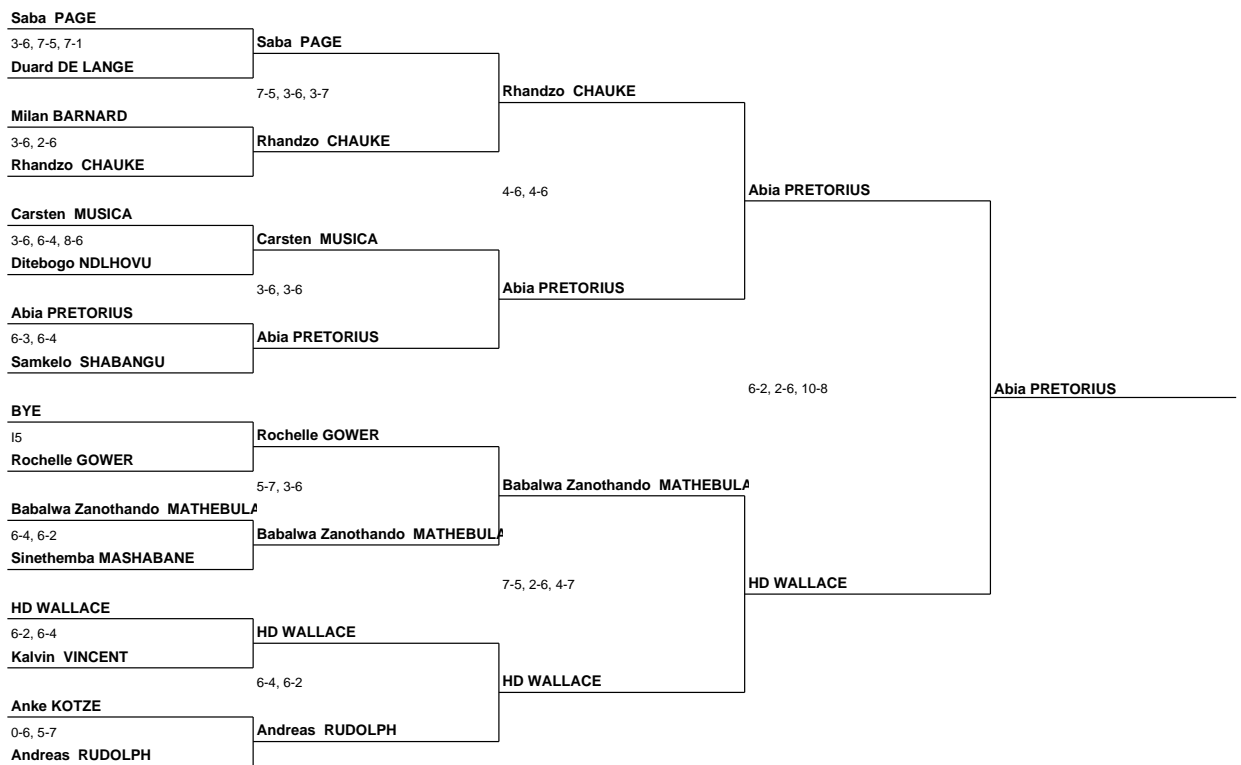 Saba PAGE
3-6, 7-5, 7-1
Duard DE LANGE
Saba PAGE
7-5, 3-6, 3-7
Milan BARNARD
3-6, 2-6
Rhandzo CHAUKE
Rhandzo CHAUKE
Rhandzo CHAUKE
4-6, 4-6
Carsten MUSICA
3-6, 6-4, 8-6
Ditebogo NDLHOVU
Carsten MUSICA
3-6, 3-6
Abia PRETORIUS
6-3, 6-4
Samkelo SHABANGU
Abia PRETORIUS
Abia PRETORIUS
Abia PRETORIUS
6-2, 2-6, 10-8
Abia PRETORIUS
BYE
I5
Rochelle GOWER
Rochelle GOWER
5-7, 3-6
Babalwa Zanothando MATHEBULA
6-4, 6-2
Sinethemba MASHABANE
Babalwa Zanothando MATHEBULA
Babalwa Zanothando MATHEBULA
7-5, 2-6, 4-7
HD WALLACE
HD WALLACE
6-2, 6-4
Kalvin VINCENT
HD WALLACE
6-4, 6-2
HD WALLACE
Anke KOTZE
0-6, 5-7
Andreas RUDOLPH
Andreas RUDOLPH